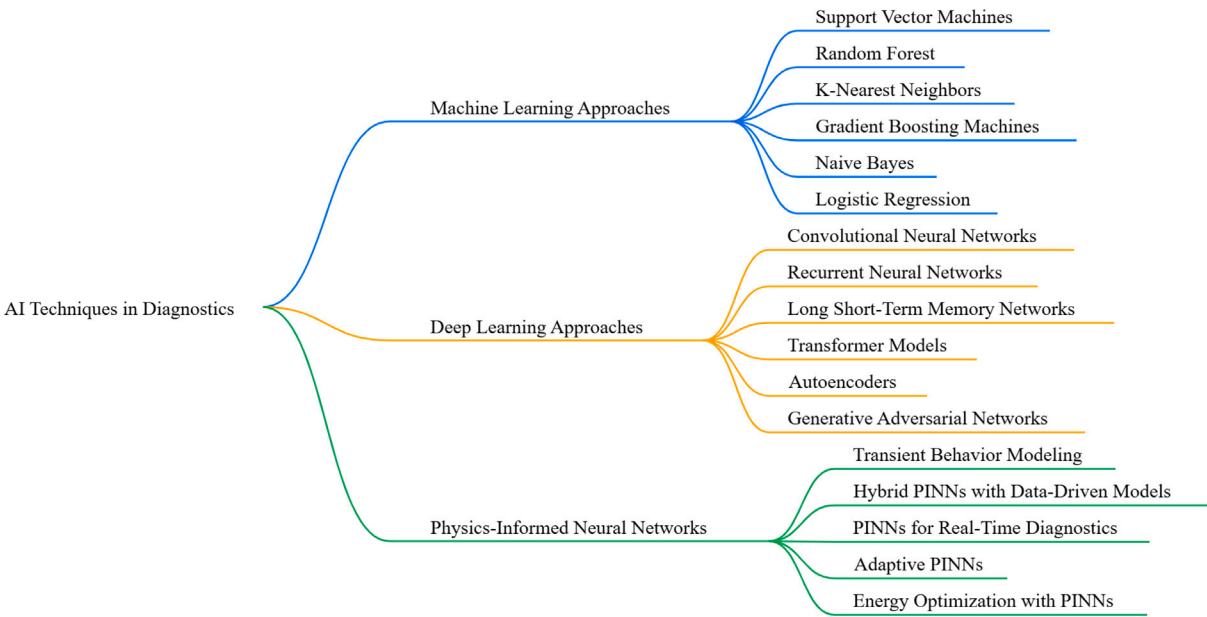 AI Techniques in Diagnostics
Machine Learning Approaches
Support Vector Machines
Random Forest
K-Nearest Neighbors
Gradient Boosting Machines
Naive Bayes
Logistic Regression
Deep Learning Approaches
Convolutional Neural Networks
Recurrent Neural Networks
Long Short-Term Memory Networks
Transformer Models
Autoencoders
Generative Adversarial Networks
Physics-Informed Neural Networks
Transient Behavior Modeling
Hybrid PINNs with Data-Driven Models
PINNs for Real-Time Diagnostics
Adaptive PINNs
Energy Optimization with PINNs